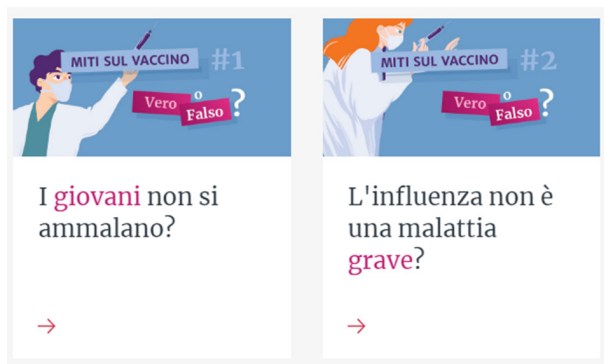 MITI SUL VACCINO #1
Vero o Falso ?
I giovani non si
ammalano?
MITI SUL VACCINO #2
Vero o Falso ?
L'influenza non è
una malattia
grave?